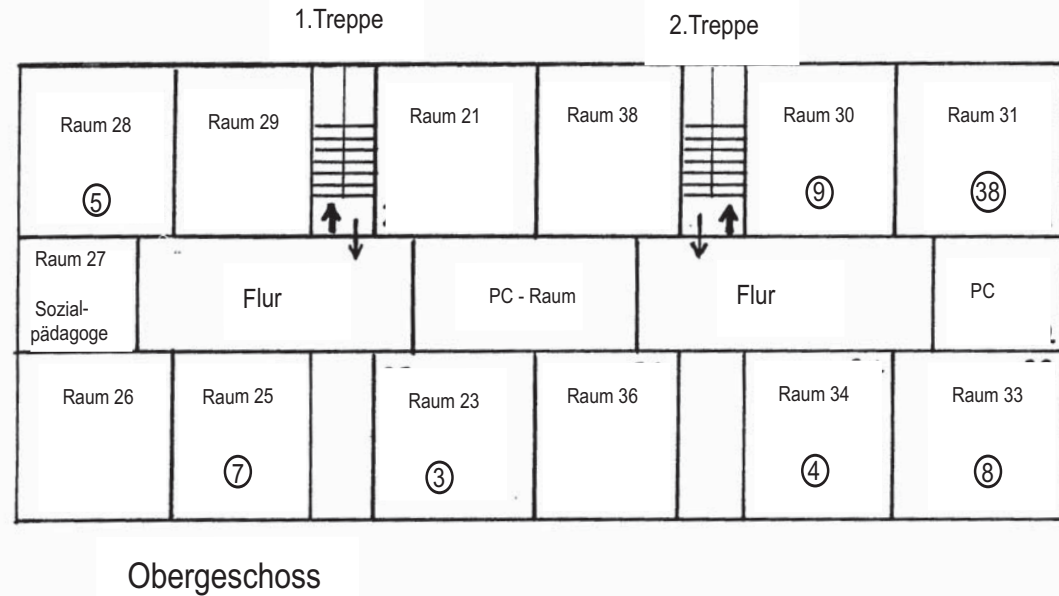 1.Treppe
2.Treppe
Raum 28
Raum 29
Raum 21
Raum 38
Raum 30
Raum 31
5
9
38
Raum 27
Sozial-
pädagoge
Flur
PC - Raum
Flur
PC
Raum 26
Raum 25
Raum 23
Raum 36
Raum 34
Raum 33
7
3
4
8
Obergeschoss